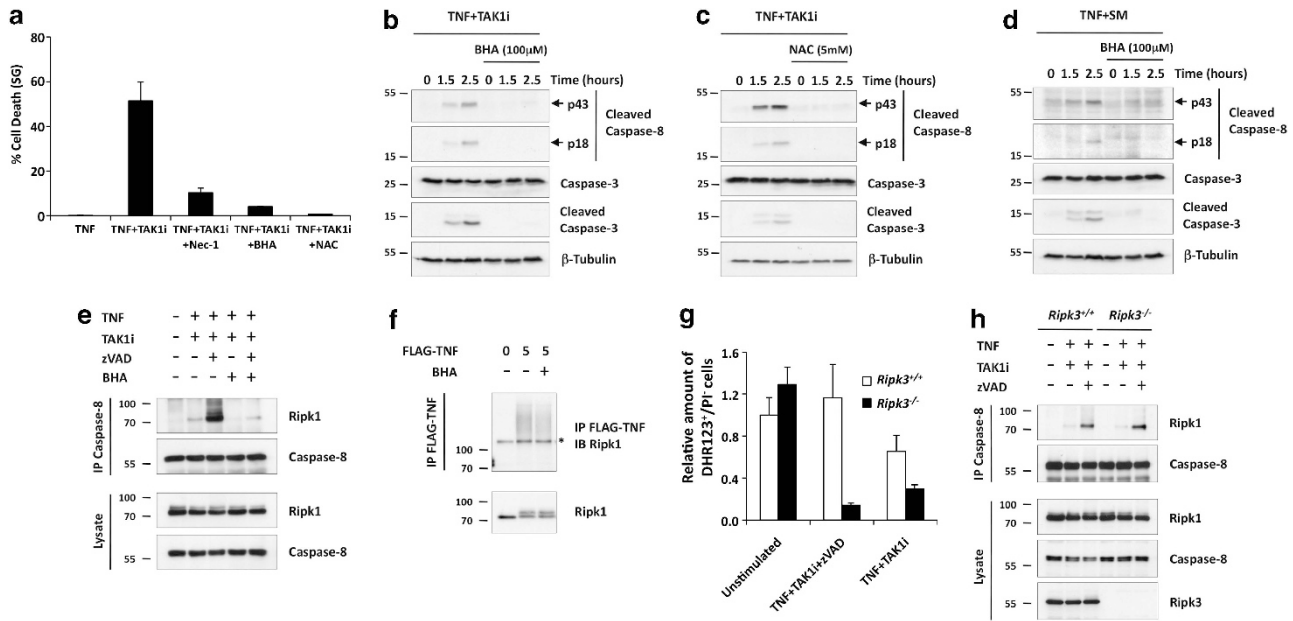 a
% Cell Death (SG)
80
60
40
20
0
TNF
TNF+TAK1i
TNF+TAK1i
+Nec-1
TNF+TAK1i
+BHA
TNF+TAK1i
+NAC
b
TNF+TAK1i
BHA (100μM)
0 1.5 2.5 0 1.5 2.5 Time (hours)
55
p43
Cleaved
Caspase-8
p18
15
Caspase-3
25
Cleaved
Caspase-3
55
β-Tubulin
c
TNF+TAK1i
NAC (5mM)
0 1.5 2.5 0 1.5 2.5 Time (hours)
55
p43
Cleaved
Caspase-8
p18
15
Caspase-3
25
Cleaved
Caspase-3
55
β-Tubulin
d
TNF+SM
BHA (100μM)
0 1.5 2.5 0 1.5 2.5 Time (hours)
55
p43
Cleaved
Caspase-8
p18
15
Caspase-3
25
Cleaved
Caspase-3
55
β-Tubulin
e
TNF - + + + +
TAK1i - + + + +
zVAD - - + - +
BHA - - - + +
IP Caspase-8
100
70
Ripk1
55
Caspase-8
Lysate
100
70
Ripk1
55
Caspase-8
f
FLAG-TNF 0 5 5
BHA - - +
IP FLAG-TNF
100
70
*
IP FLAG-TNF
IB Ripk1
100
70
Ripk1
g
Relative amount of
DHR123+/PI- cells
1.6
1.2
0.8
0.4
0.0
Ripk3+/+
Ripk3-/-
Unstimulated
TNF+TAK1i+zVAD
TNF+TAK1i
h
Ripk3+/+ Ripk3-/-
TNF - + + - + +
TAK1i - + + - + +
zVAD - - + - - +
IP Caspase-8
100
70
Ripk1
55
Caspase-8
Lysate
100
70
Ripk1
55
Caspase-8
55
Ripk3